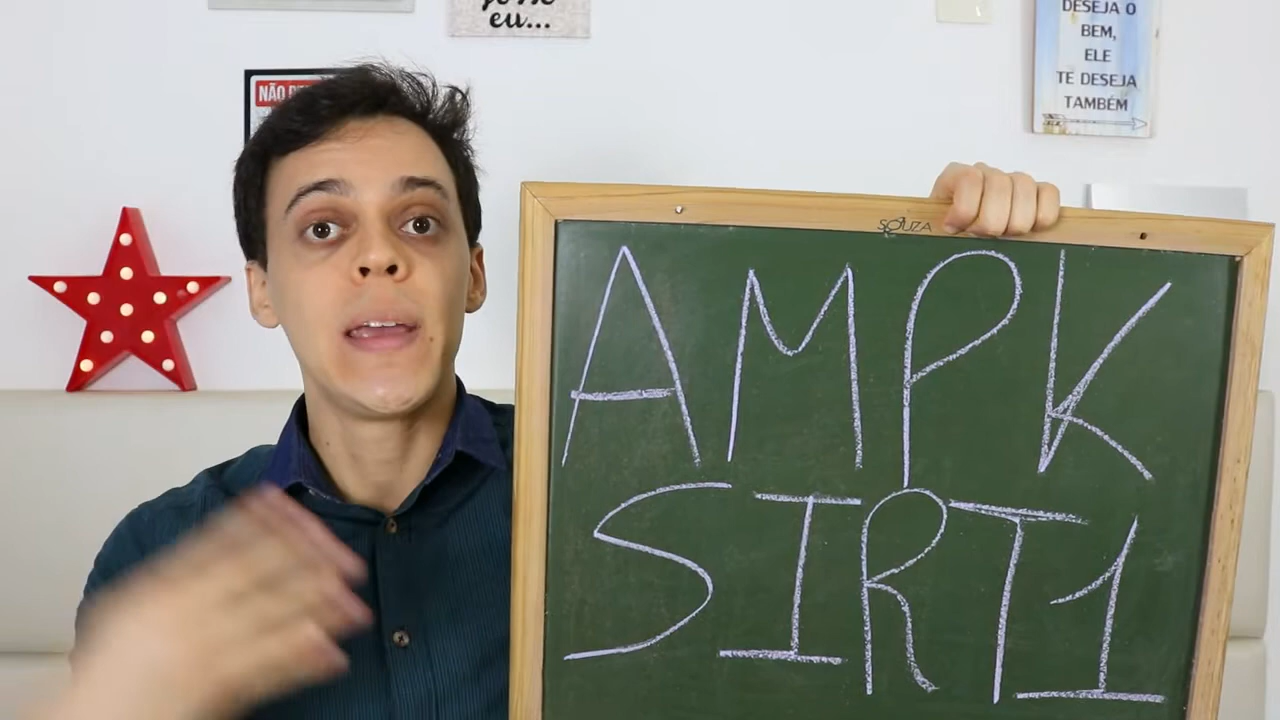 eu...
NÃO
DESEJA O
BEM,
ELE
TE DESEJA
TAMBÉM
SOUZA
AMPK
SIRT1